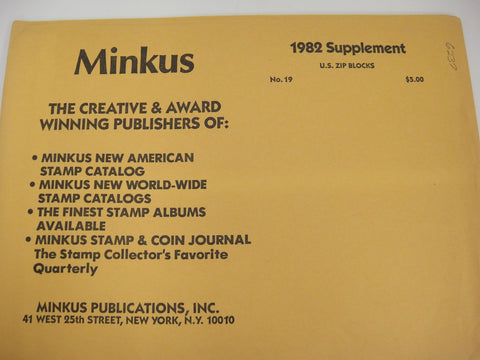 Minkus
1982 Supplement
U.S. ZIP BLOCKS
No. 19 $5.00
6237
THE CREATIVE & AWARD
WINNING PUBLISHERS OF:
• MINKUS NEW AMERICAN
STAMP CATALOG
• MINKUS NEW WORLD-WIDE
STAMP CATALOGS
• THE FINEST STAMP ALBUMS
AVAILABLE
• MINKUS STAMP & COIN JOURNAL
The Stamp Collector's Favorite
Quarterly
MINKUS PUBLICATIONS, INC.
41 WEST 25th STREET, NEW YORK, N.Y. 10010